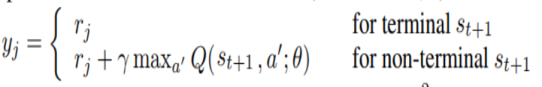 y_j = { r_j for terminal s_{t+1}
r_j + γ max_{a'} Q(s_{t+1}, a'; θ) for non-terminal s_{t+1}